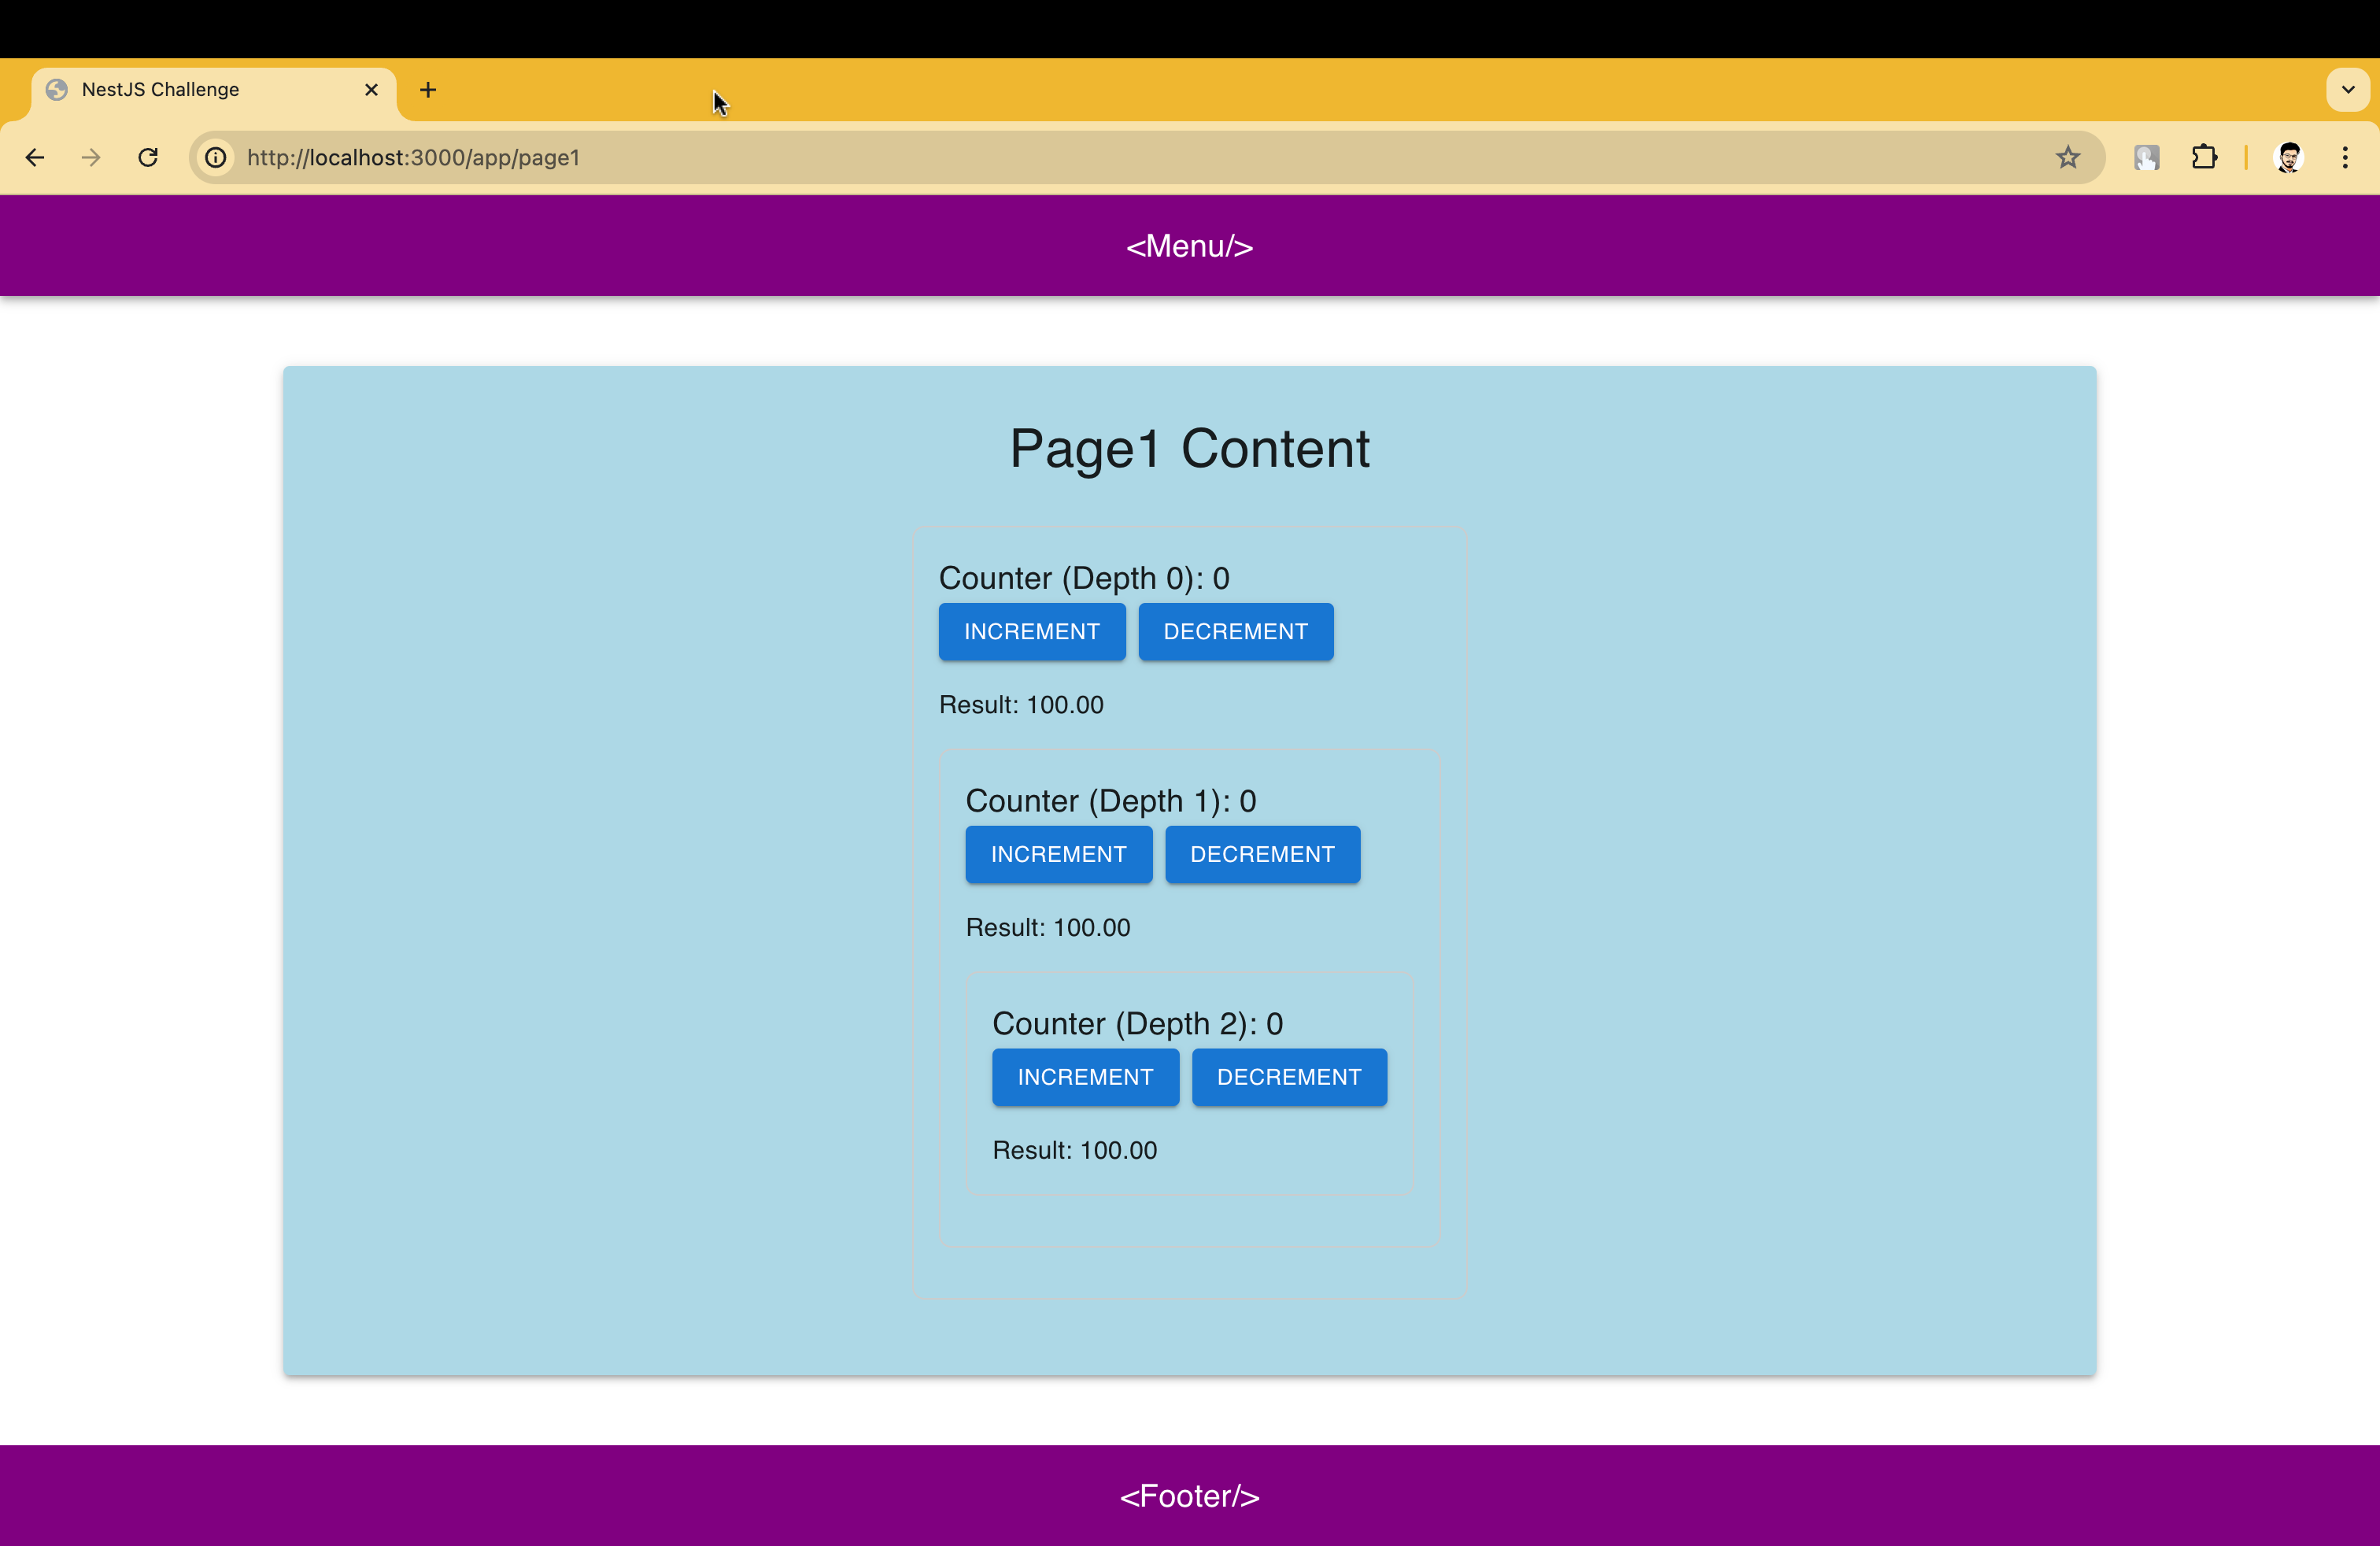 NestJS Challenge
http://localhost:3000/app/page1
<Menu/>
Page1 Content
Counter (Depth 0): 0
INCREMENT DECREMENT
Result: 100.00
Counter (Depth 1): 0
INCREMENT DECREMENT
Result: 100.00
Counter (Depth 2): 0
INCREMENT DECREMENT
Result: 100.00
<Footer/>